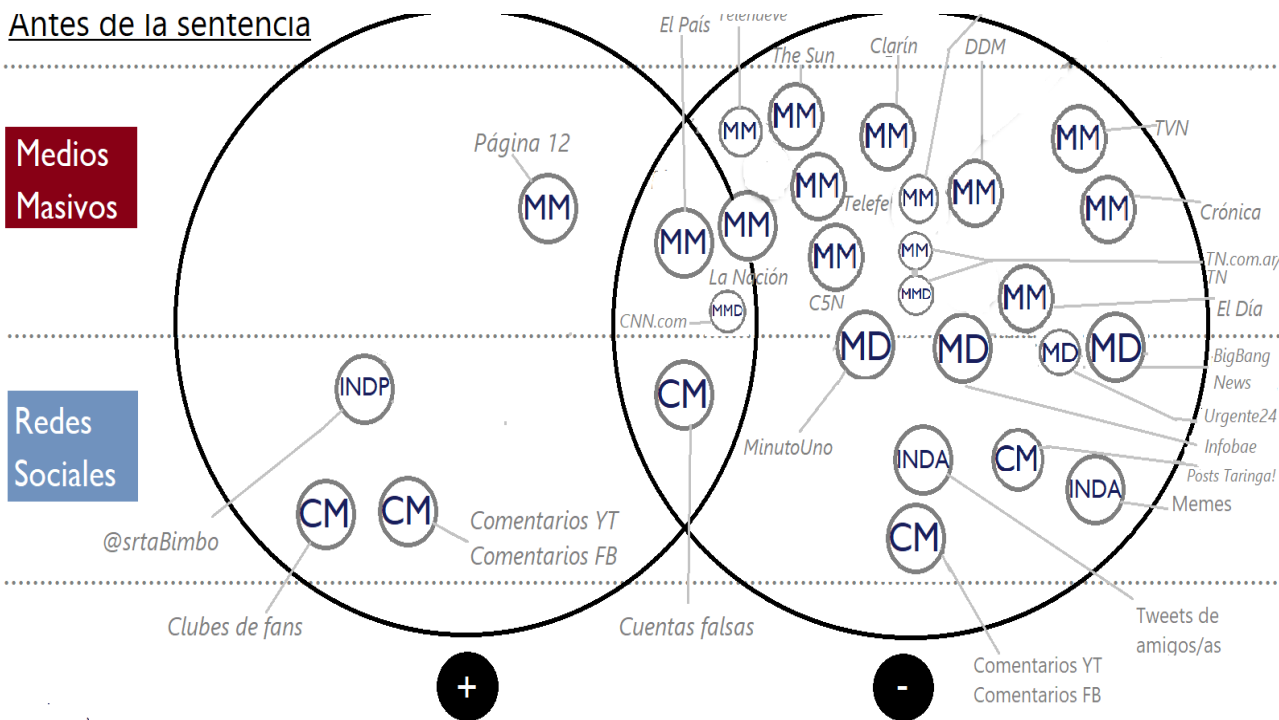 Antes de la sentencia
El País
Telenueve
The Sun
Clarín
DDM
Medios
Masivos
Página 12
MM
MM
MM
La Nación
CNN.com
MMD
MM
MM
MM
Telefe
MM
C5N
MM
MM
MM
MM
TVN
MM
Crónica
MM
MMD
TN.com.ar/
TN
MM
El Día
MD
MD
MD
MD
BigBang
News
Urgente24
Infobae
MinutoUno
Redes
Sociales
INDP
@srtaBimbo
CM
CM
Comentarios YT
Comentarios FB
Clubes de fans
CM
Cuentas falsas
INDA
CM
Posts Taringa!
INDA
Memes
CM
Tweets de
amigos/as
Comentarios YT
Comentarios FB
+
-